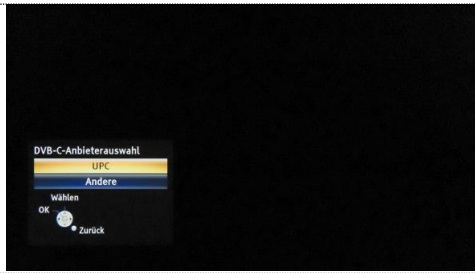 DVB-C-Anbieterauswahl
UPC
Andere
Wählen
OK
Zurück